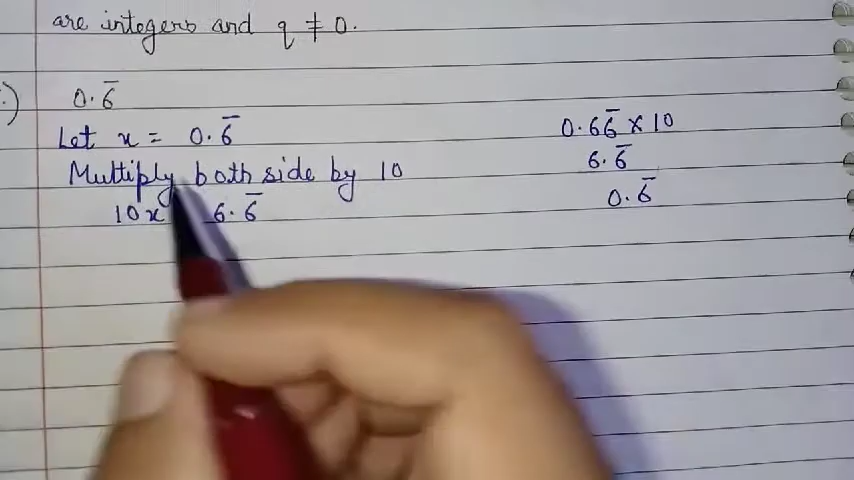 are integers and q ≠ 0.
:) 0.6̅
Let x = 0.6̅
Multiply both side by 10
10x 6.6̅
0.66̅ × 10
6.6̅
0.6̅